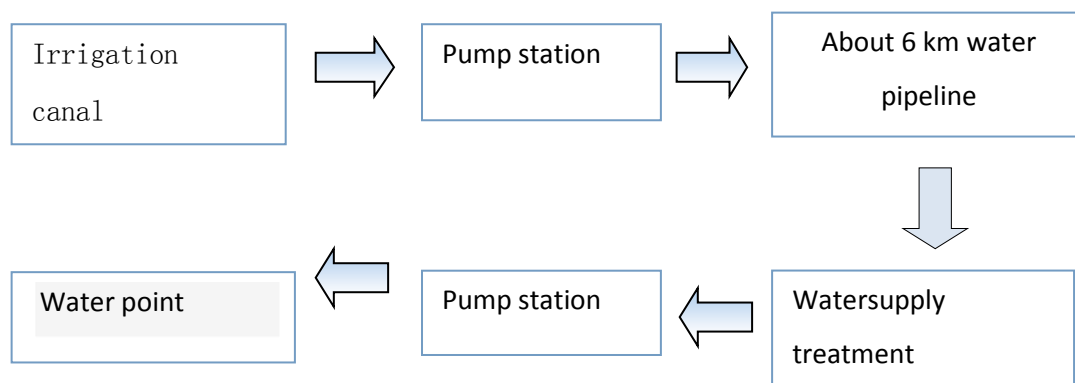 Irrigation
canal
Pump station
About 6 km water
pipeline
Watersupply
treatment
Pump station
Water point